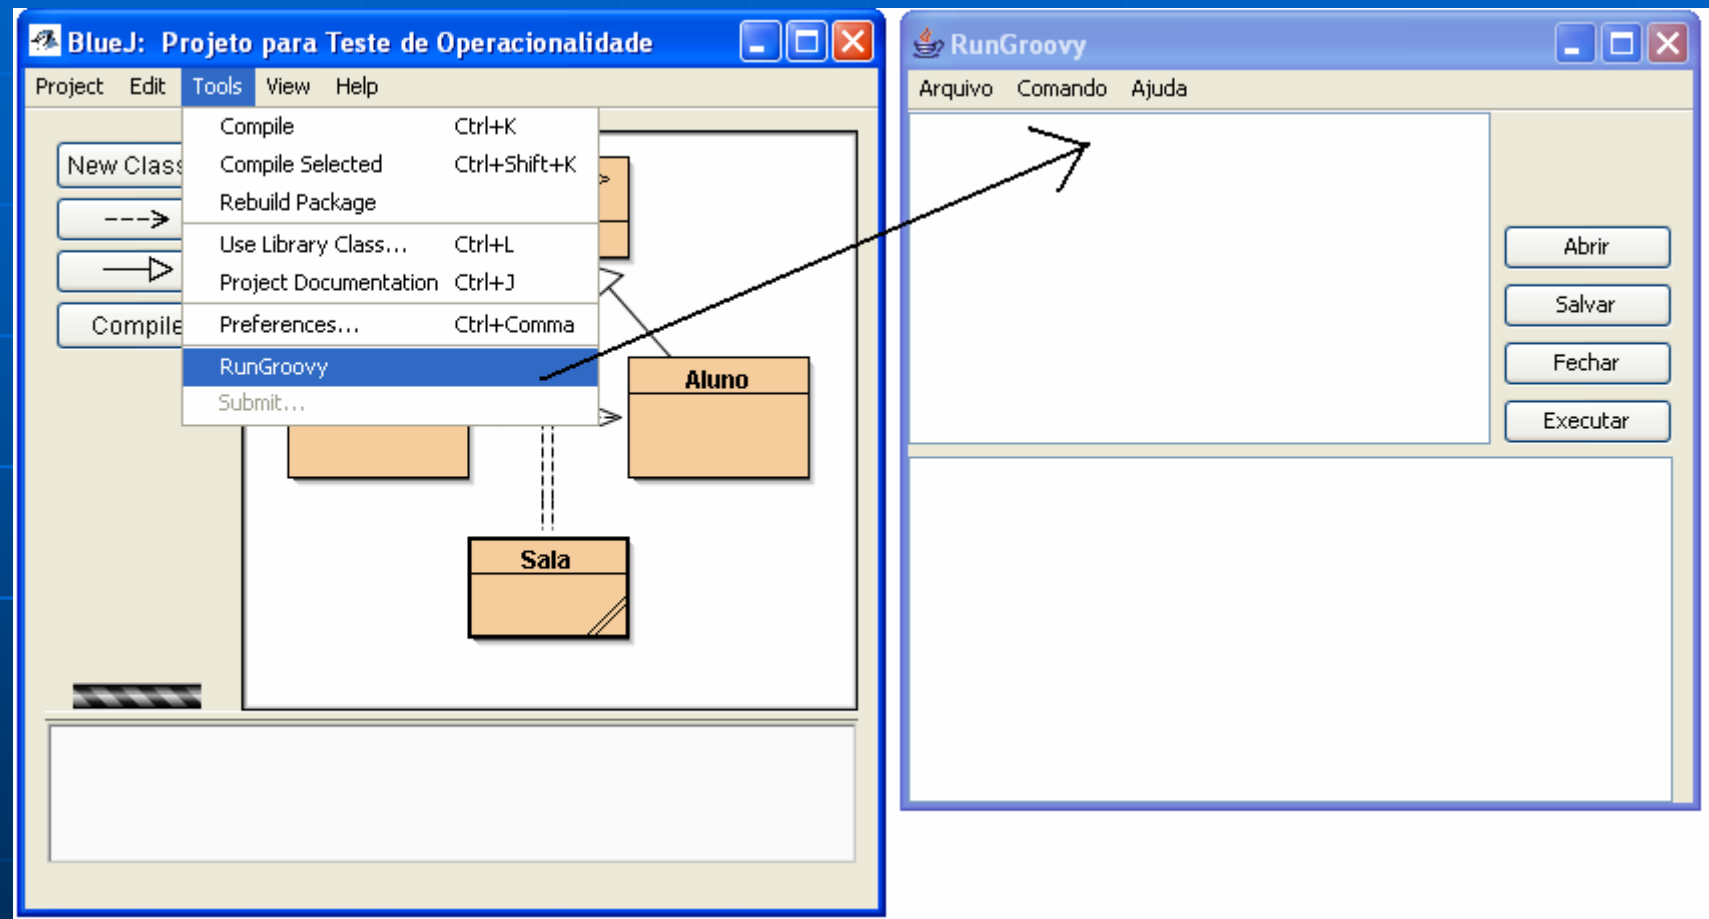 BlueJ: Projeto para Teste de Operacionalidade
Project Edit Tools View Help
New Class
Compile
Compile Ctrl+K
Compile Selected Ctrl+Shift+K
Rebuild Package
Use Library Class... Ctrl+L
Project Documentation Ctrl+J
Preferences... Ctrl+Comma
RunGroovy
Submit...
Aluno
Sala
RunGroovy
Arquivo Comando Ajuda
Abrir
Salvar
Fechar
Executar